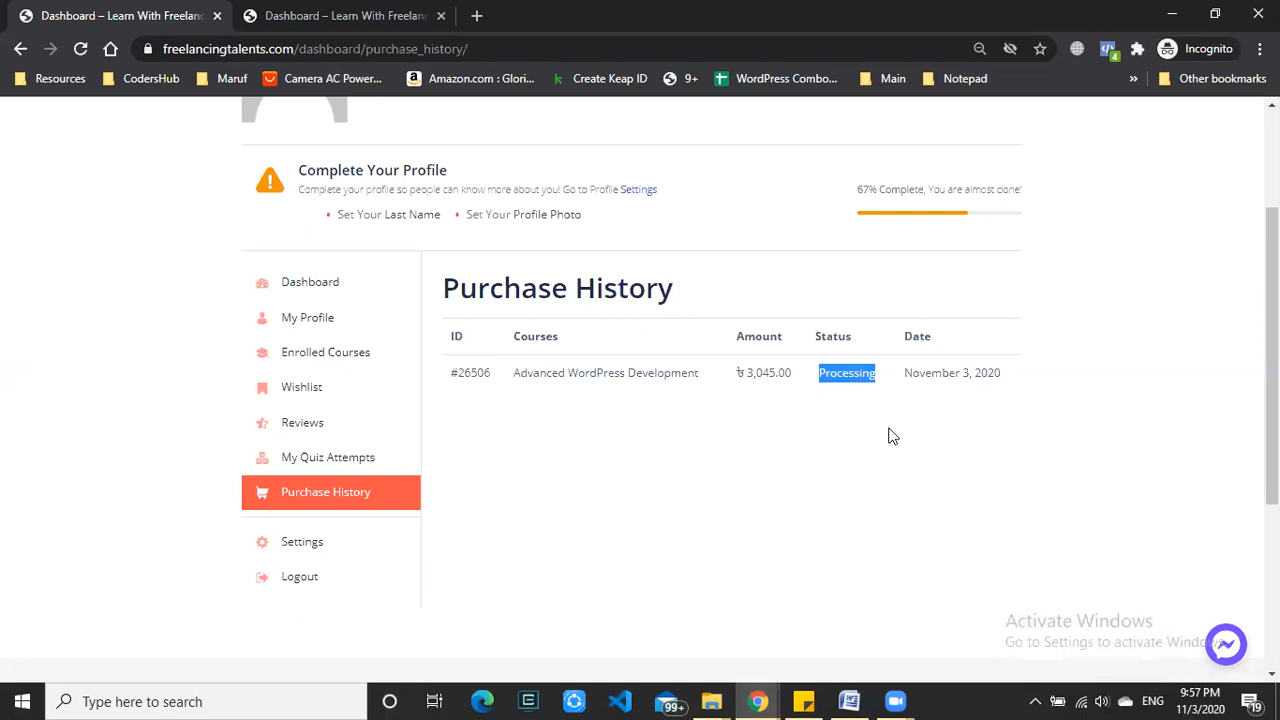 Dashboard – Learn With Freelanc
Dashboard – Learn With Freelanc
freelancingtalents.com/dashboard/purchase_history/
4
Incognito
Resources
CodersHub
Maruf
Camera AC Power...
Amazon.com : Glori...
Create Keap ID
9+
WordPress Combo...
Main
Notepad
»
Other bookmarks
Complete Your Profile
Complete your profile so people can know more about you! Go to Profile Settings
• Set Your Last Name • Set Your Profile Photo
67% Complete, You are almost done!
Dashboard
My Profile
Enrolled Courses
Wishlist
Reviews
My Quiz Attempts
Purchase History
Settings
Logout
Purchase History
ID Courses Amount Status Date
#26506 Advanced WordPress Development ৳ 3,045.00 Processing November 3, 2020
Activate Windows
Go to Settings to activate Windows.
Type here to search
99+
ENG
9:57 PM
11/3/2020
19